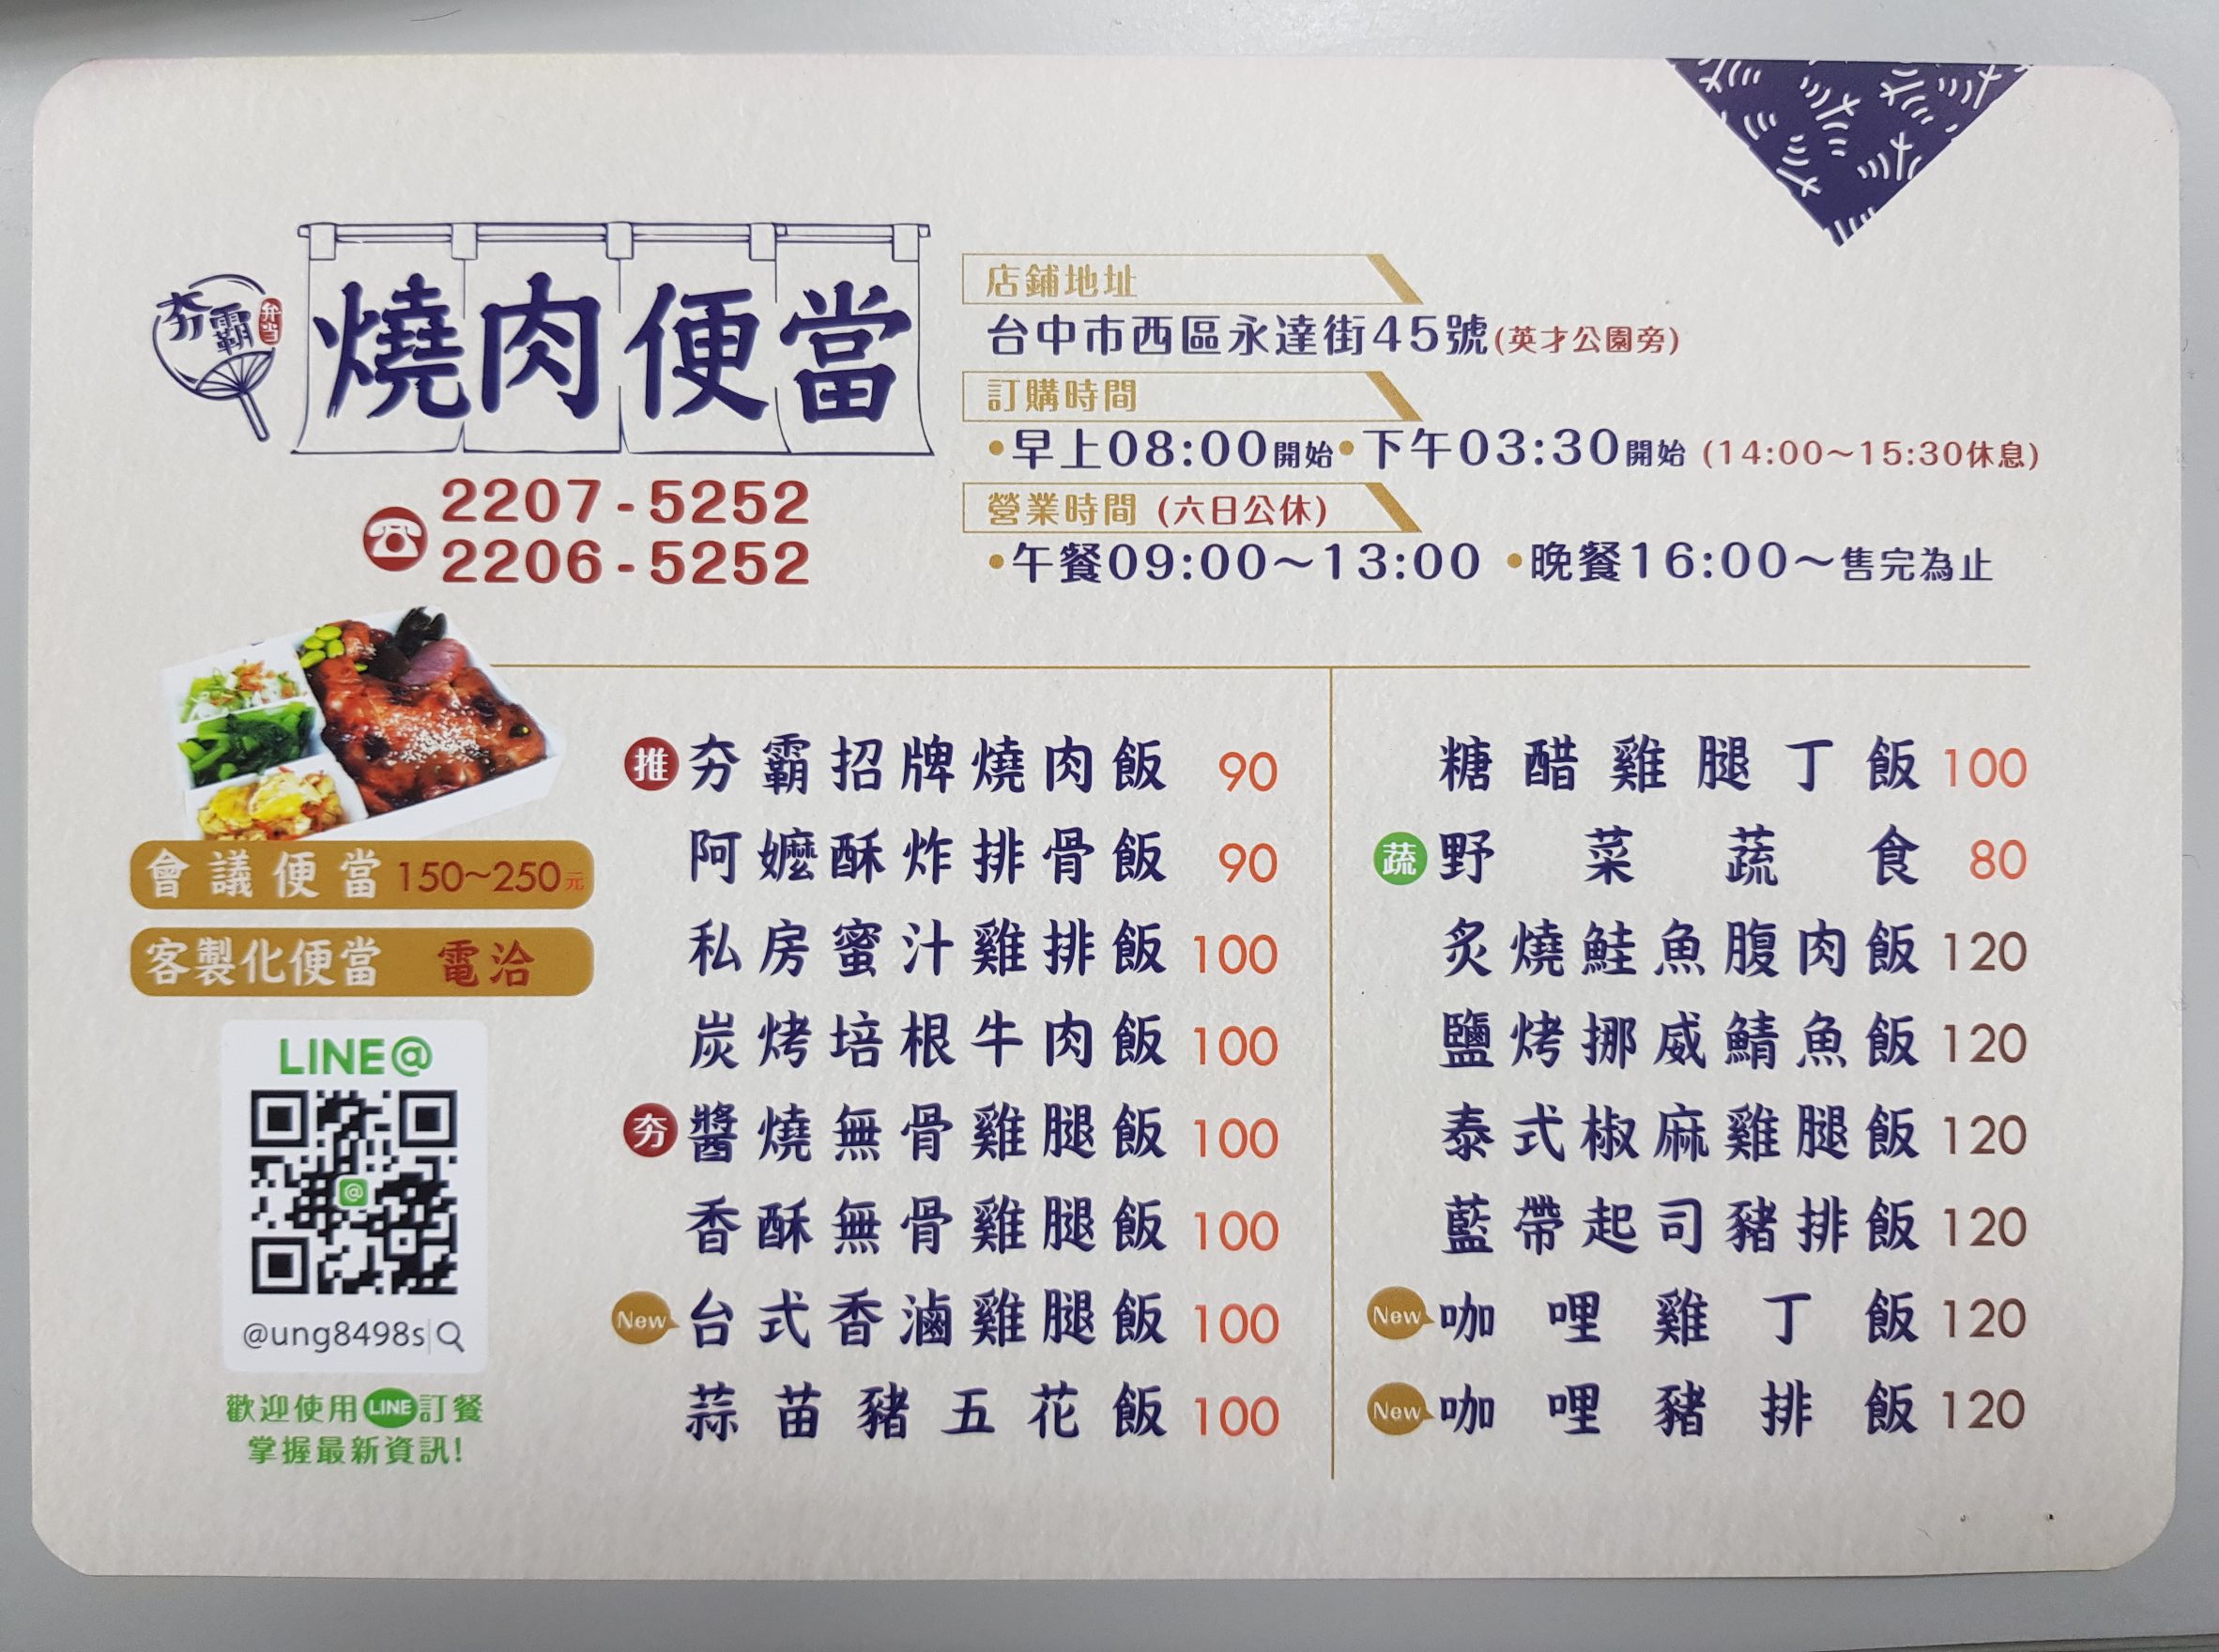 夯霸
弁当
燒肉便當
2207-5252
2206-5252
店鋪地址
台中市西區永達街45號(英才公園旁)
訂購時間
•早上08:00開始•下午03:30開始 (14:00~15:30休息)
營業時間 (六日公休)
•午餐09:00~13:00 •晚餐16:00~售完為止
會議便當 150~250元
客製化便當 電洽
LINE@
@ung8498s
歡迎使用LINE訂餐
掌握最新資訊!
推 夯霸招牌燒肉飯 90
阿嬤酥炸排骨飯 90
私房蜜汁雞排飯 100
炭烤培根牛肉飯 100
夯 醬燒無骨雞腿飯 100
香酥無骨雞腿飯 100
New 台式香滷雞腿飯 100
蒜苗豬五花飯 100
糖醋雞腿丁飯 100
蔬 野菜蔬食 80
炙燒鮭魚腹肉飯 120
鹽烤挪威鯖魚飯 120
泰式椒麻雞腿飯 120
藍帶起司豬排飯 120
New 咖哩雞丁飯 120
New 咖哩豬排飯 120